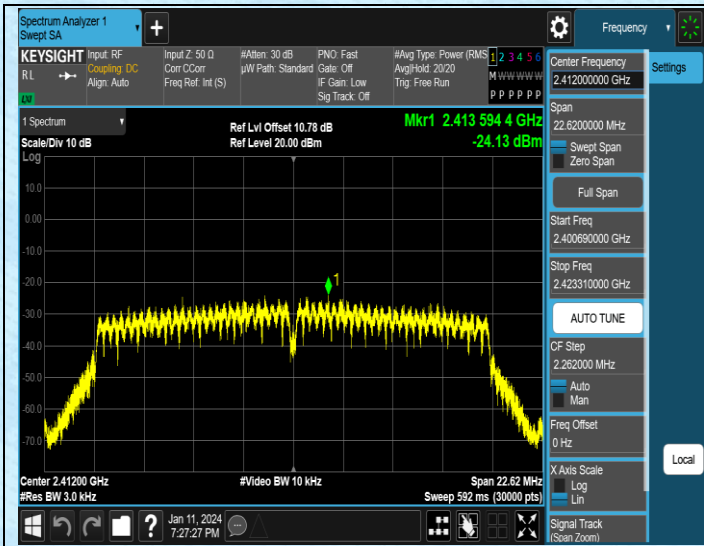 Spectrum Analyzer 1
Swept SA
Frequency
KEYSIGHT
RL
LXI
Input: RF
Coupling: DC
Align: Auto
Input Z: 50 Ω
Corr CCorr
Freq Ref: Int (S)
#Atten: 30 dB
µW Path: Standard
PNO: Fast
Gate: Off
IF Gain: Low
Sig Track: Off
#Avg Type: Power (RMS
Avg|Hold: 20/20
Trig: Free Run
1 2 3 4 5 6
M W W W W W
P P P P P P
1 Spectrum
Scale/Div 10 dB
Log
Ref Lvl Offset 10.78 dB
Ref Level 20.00 dBm
Mkr1 2.413 594 4 GHz
-24.13 dBm
10.0
0.00
-10.0
-20.0
-30.0
-40.0
-50.0
-60.0
-70.0
1
Center 2.41200 GHz
#Res BW 3.0 kHz
#Video BW 10 kHz
Span 22.62 MHz
Sweep 592 ms (30000 pts)
Jan 11, 2024
7:27:27 PM
?
Center Frequency
2.412000000 GHz
Span
22.6200000 MHz
Swept Span
Zero Span
Full Span
Start Freq
2.400690000 GHz
Stop Freq
2.423310000 GHz
AUTO TUNE
CF Step
2.262000 MHz
Auto
Man
Freq Offset
0 Hz
X Axis Scale
Log
Lin
Signal Track
(Span Zoom)
Settings
Local